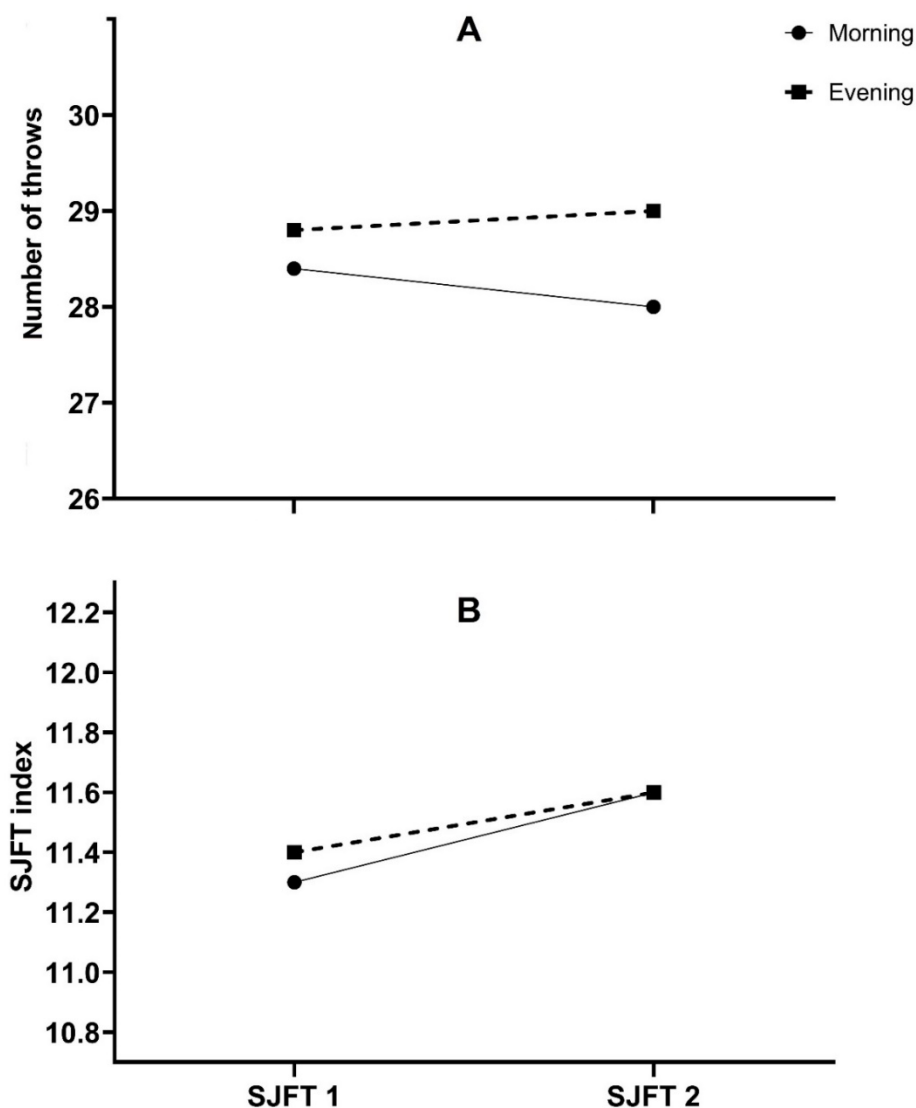 A
Morning
Evening
Number of throws
30
29
28
27
26
B
SJFT index
12.2
12.0
11.8
11.6
11.4
11.2
11.0
10.8
SJFT 1
SJFT 2